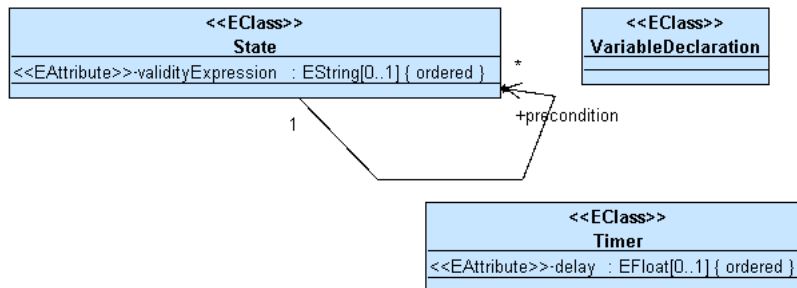 <<EClass>>
State
<<EAttribute>>-validityExpression : EString[0..1] { ordered }
<<EClass>>
VariableDeclaration
*
+precondition
1
<<EClass>>
Timer
<<EAttribute>>-delay : EFloat[0..1] { ordered }